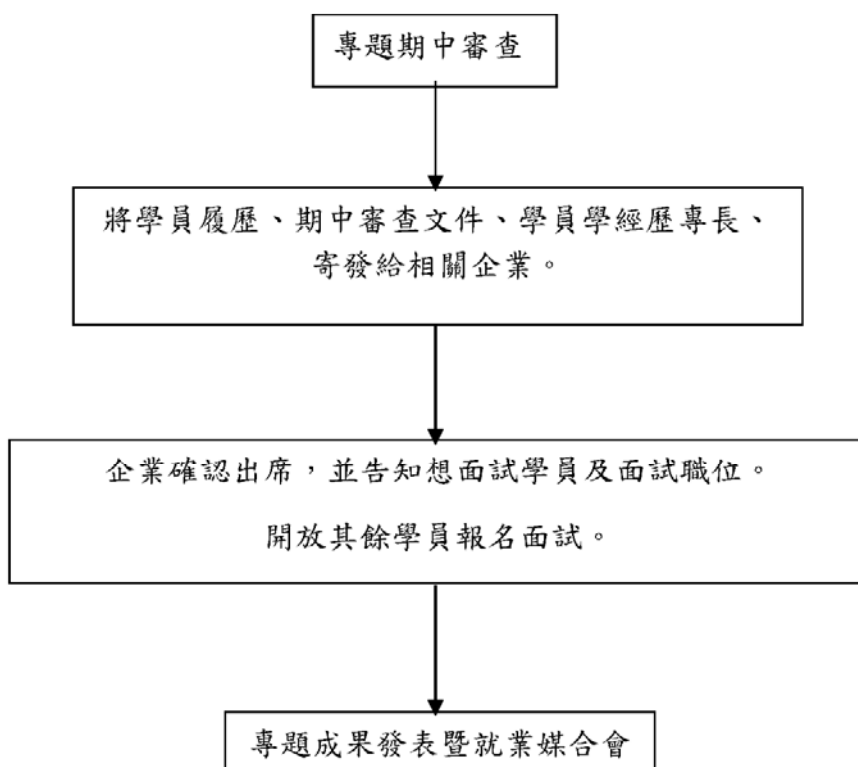 專題期中審查
將學員履歷、期中審查文件、學員學經歷專長、
寄發給相關企業。
企業確認出席，並告知想面試學員及面試職位。
開放其餘學員報名面試。
專題成果發表暨就業媒合會